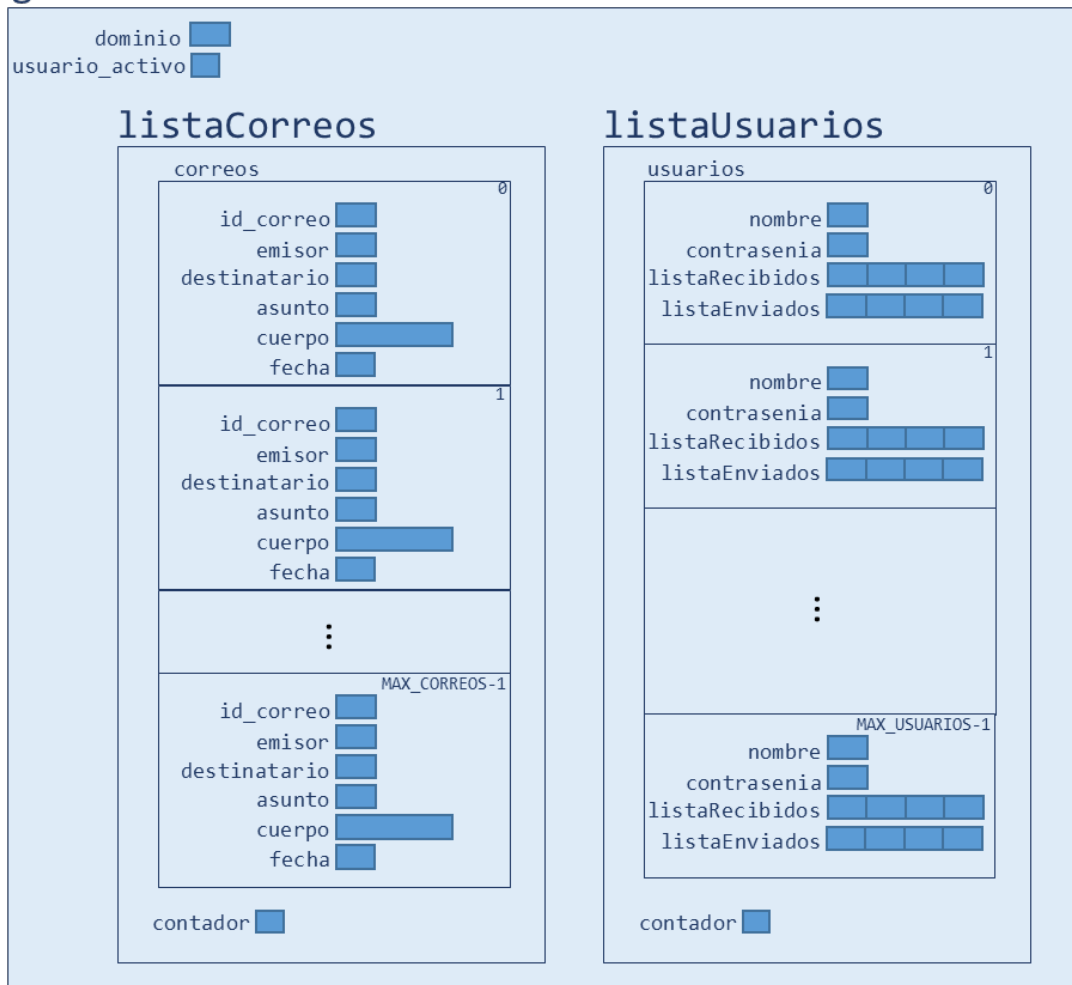 dominio
usuario_activo
listaCorreos
correos
0
id_correo
emisor
destinatario
asunto
cuerpo
fecha
1
id_correo
emisor
destinatario
asunto
cuerpo
fecha
⋮
MAX_CORREOS-1
id_correo
emisor
destinatario
asunto
cuerpo
fecha
contador
listaUsuarios
usuarios
0
nombre
contrasenia
listaRecibidos
listaEnviados
1
nombre
contrasenia
listaRecibidos
listaEnviados
⋮
MAX_USUARIOS-1
nombre
contrasenia
listaRecibidos
listaEnviados
contador